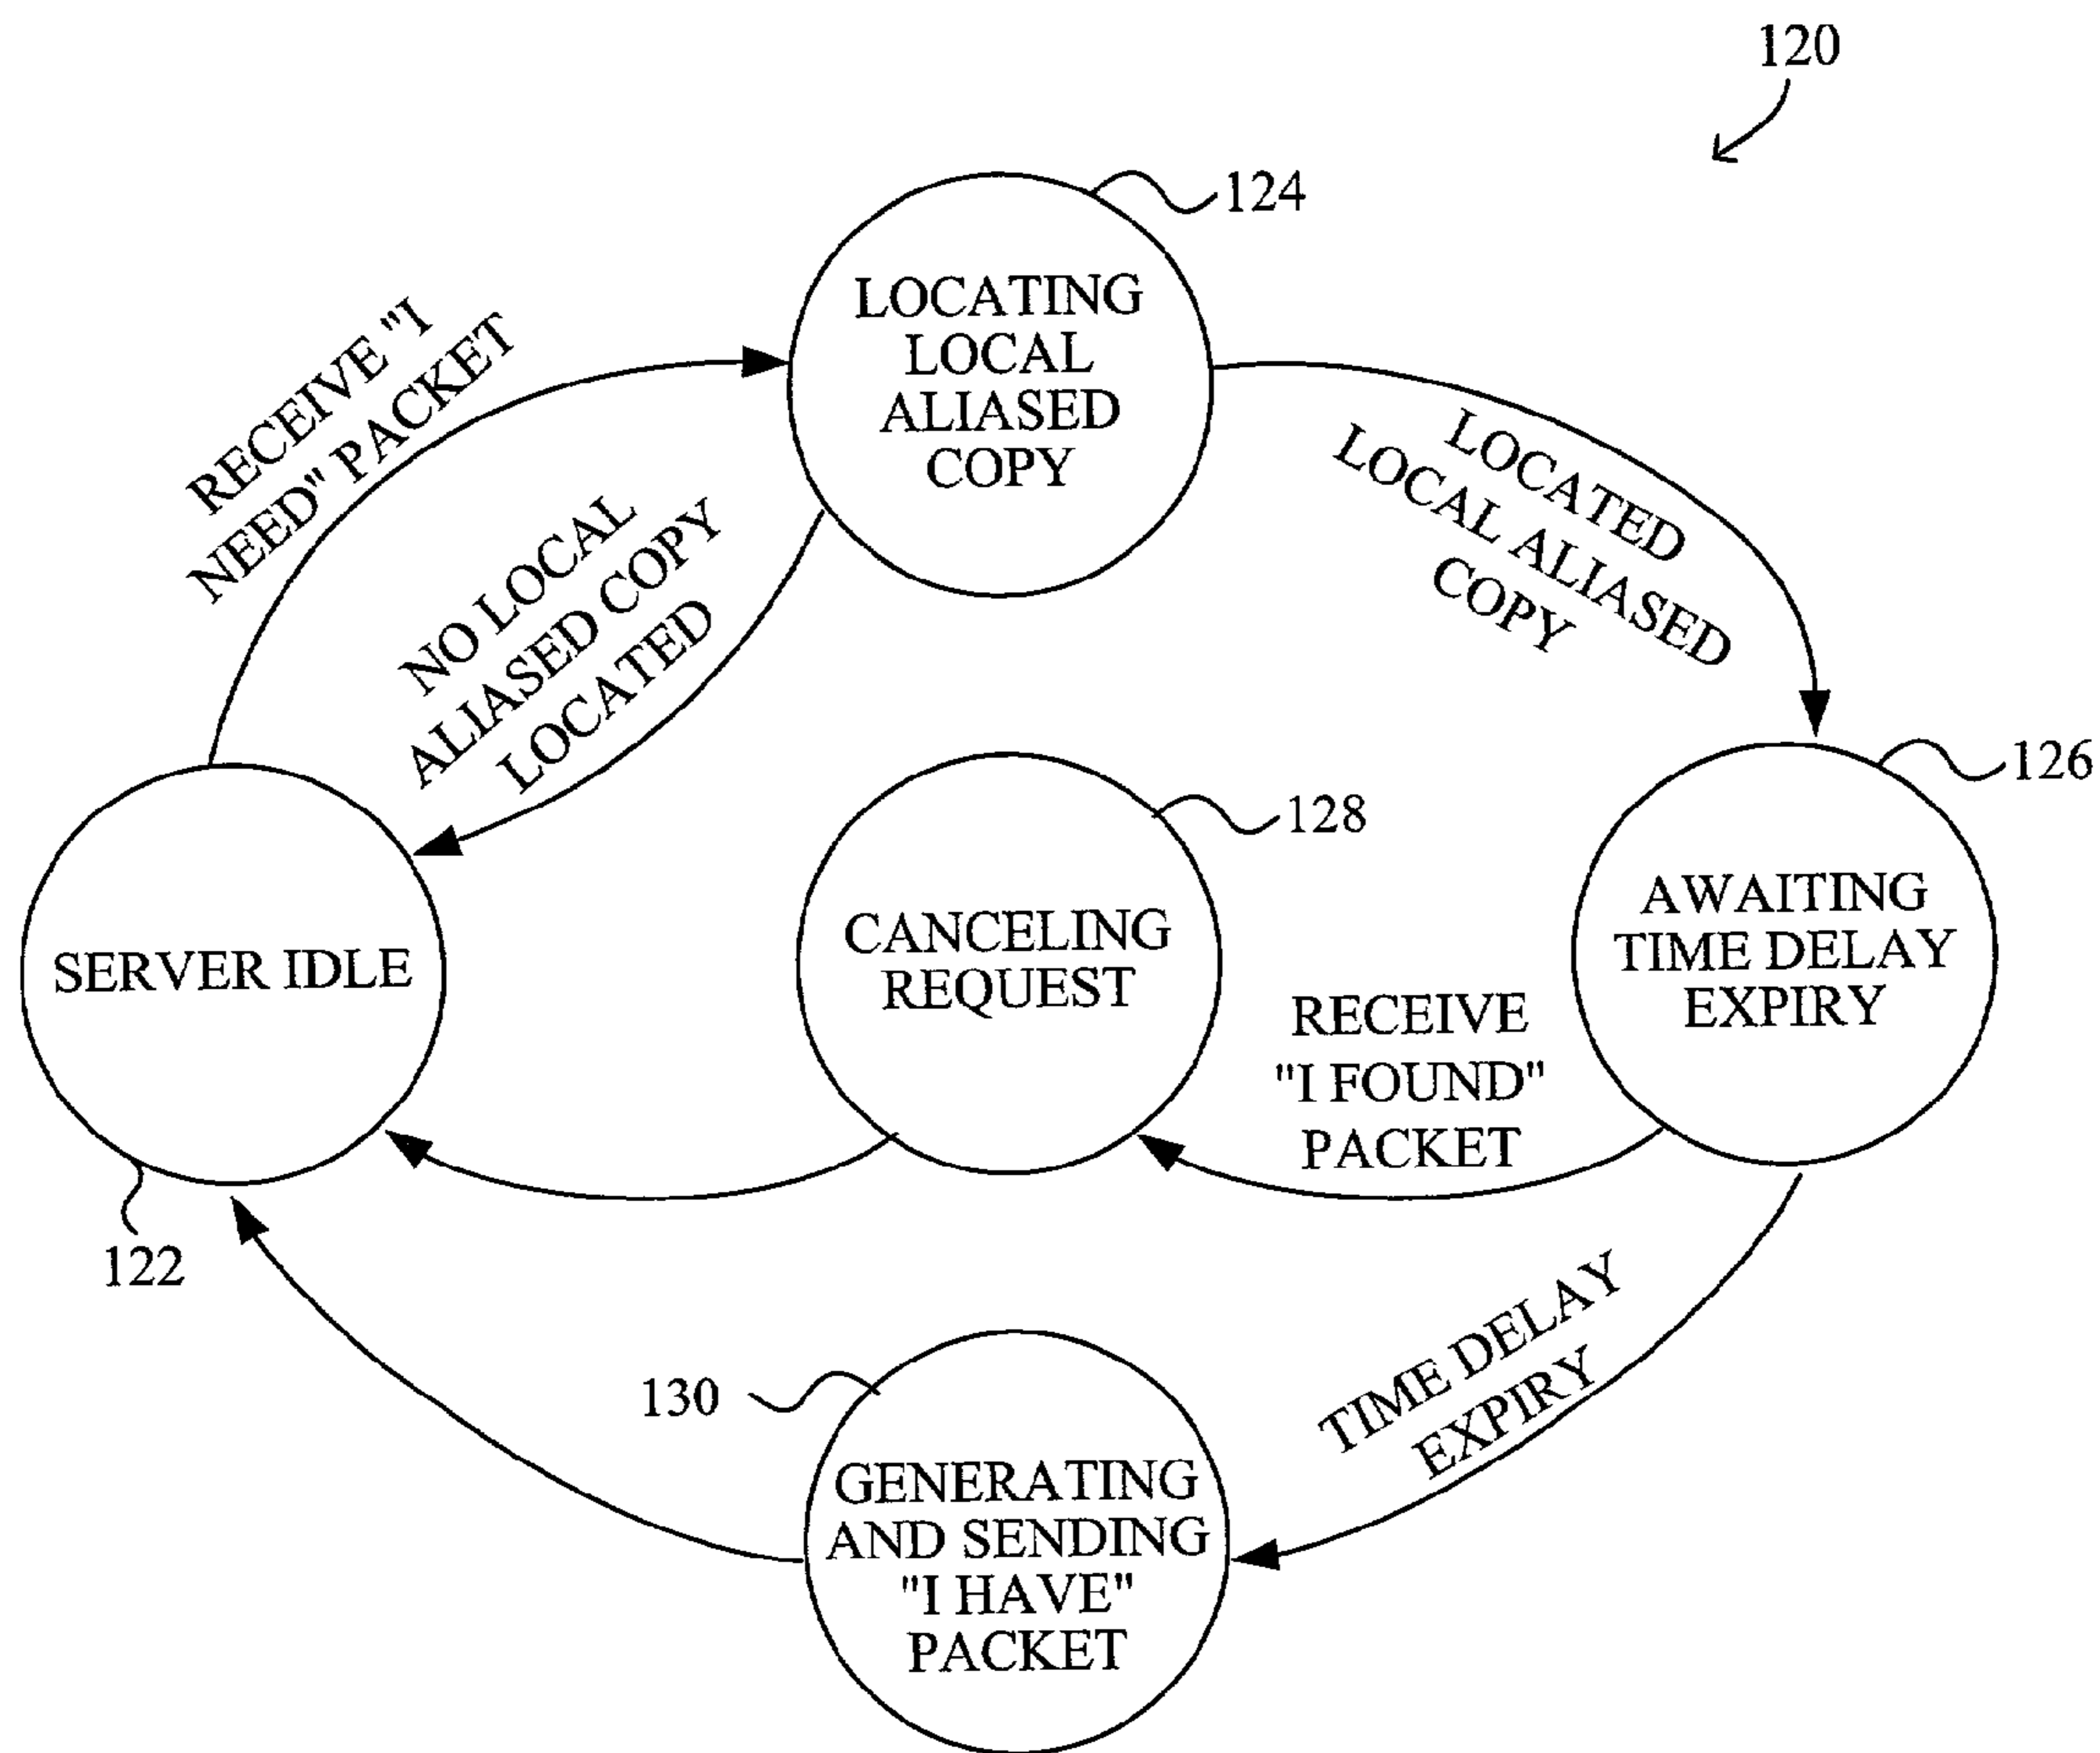 120
124
LOCATING
LOCAL
ALIASED
COPY
RECEIVE "I
NEED" PACKET
LOCATED
LOCAL ALIASED
COPY
NO LOCAL
ALIASED COPY
LOCATED
126
128
AWAITING
TIME DELAY
EXPIRY
CANCELING
REQUEST
SERVER IDLE
RECEIVE
"I FOUND"
PACKET
122
TIME DELAY
EXPIRY
130
GENERATING
AND SENDING
"I HAVE"
PACKET